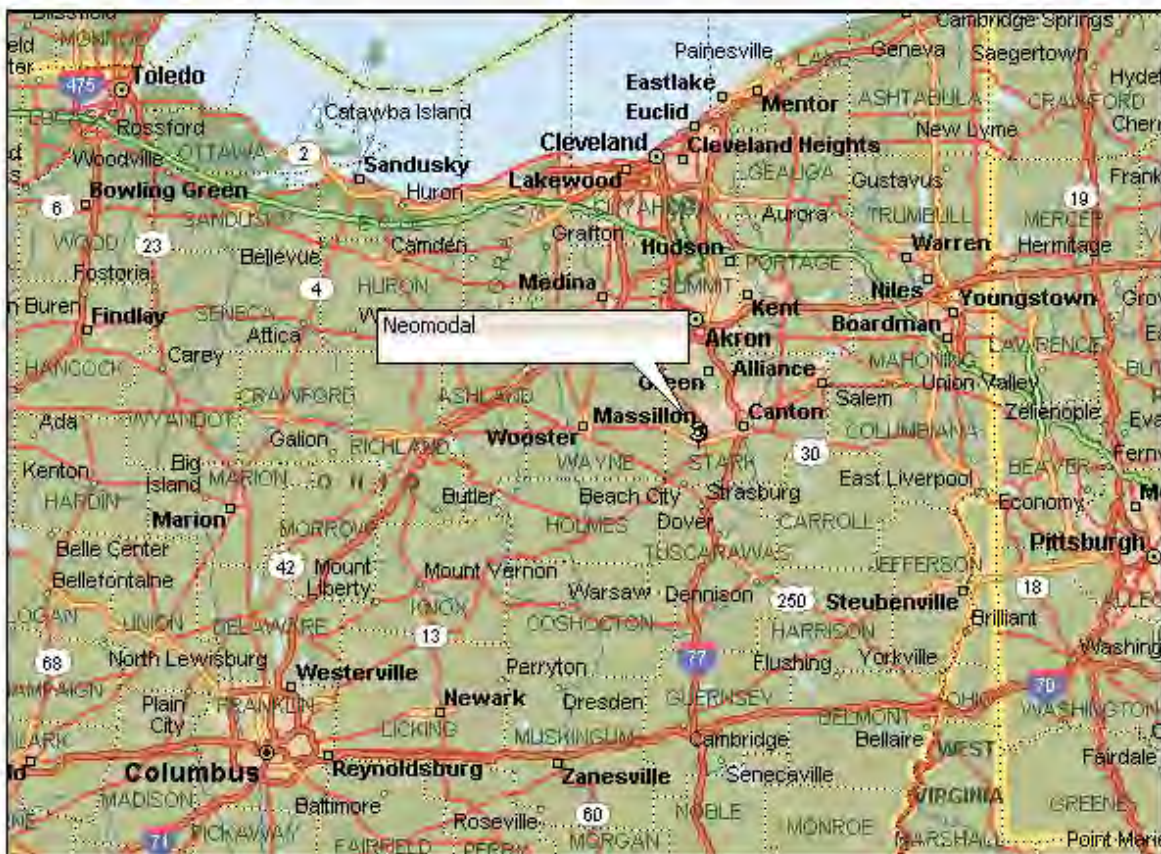 Cambridge Springs
Painesville
Geneva
Saegertown
475
Toledo
Eastlake
Mentor
ASHTABULA
CRAWFORD
Catawba Island
Euclid
Rossford
New Lyme
OTTAWA
2
Cleveland
Cleveland Heights
Woodville
Sandusky
Lakewood
GEAUGA
Gustavus
Bowling Green
Huron
Aurora
TRUMBULL
19
6
SANDUSKY
MERCER
WOOD
23
Camden
Grafton
Hudson
Warren
Hermitage
Bellevue
PORTAGE
Fostoria
4
HURON
Medina
SUMMIT
Niles
Kent
Youngstown
Findlay
SENECA
Attica
Neomodal
Akron
Boardman
MAHONING
LAWRENCE
HANCOCK
Carey
Green
Alliance
Union Valley
CRAWFORD
ASHLAND
Salem
Ada
WYANDOT
Massillon
Canton
Zelienople
Galion
RICHLAND
Wooster
COLUMBIANA
Kenton
Big
Island
MARION
WAYNE
STARK
30
BEAVER
HARDIN
OHIO
Butler
Beach City
Strasburg
East Liverpool
Economy
Marion
MORROW
HOLMES
Dover
CARROLL
Belle Center
TUSCARAWAS
Pittsburgh
Bellefontaine
42
Mount
Liberty
Mount Vernon
JEFFERSON
Warsaw
Dennison
250
Steubenville
18
LOGAN
UNION
DELAWARE
KNOX
COSHOCTON
HARRISON
Brilliant
13
68
North Lewisburg
Westerville
Perryton
77
Flushing
Yorkville
70
Plain
City
FRANKLIN
Newark
Dresden
GUERNSEY
OHIO
WASHINGTON
LICKING
MUSKINGUM
BELMONT
Cambridge
Bellaire
WEST
VIRGINIA
Fairdale
Columbus
Reynoldsburg
Zanesville
Senecaville
MADISON
Baltimore
GREENE
71
PICKAWAY
Roseville
60
NOBLE
MONROE
FAIRFIELD
PERRY
MORGAN
MARSHALL